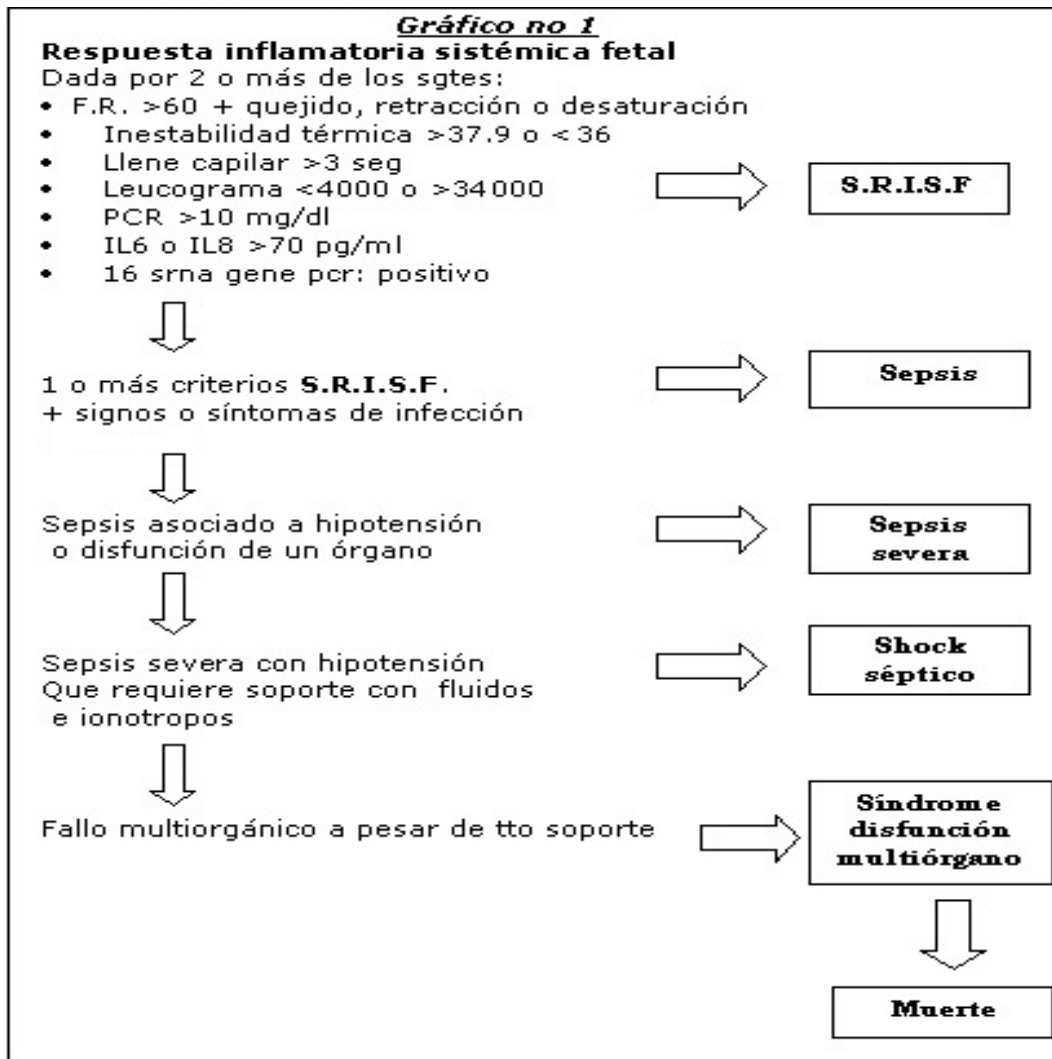 Gráfico no 1
Respuesta inflamatoria sistémica fetal
Dada por 2 o más de los sgtes:
• F.R. >60 + quejido, retracción o desaturación
• Inestabilidad térmica >37.9 o <36
• Llene capilar >3 seg
• Leucograma <4000 o >34000
• PCR >10 mg/dl
• IL6 o IL8 >70 pg/ml
• 16 srna gene pcr: positivo
S.R.I.S.F
1 o más criterios S.R.I.S.F.
+ signos o síntomas de infección
Sepsis
Sepsis asociado a hipotensión
o disfunción de un órgano
Sepsis
severa
Sepsis severa con hipotensión
Que requiere soporte con fluidos
e ionotropos
Shock
séptico
Fallo multiorgánico a pesar de tto soporte
Síndrome
disfunción
multiórgano
Muerte